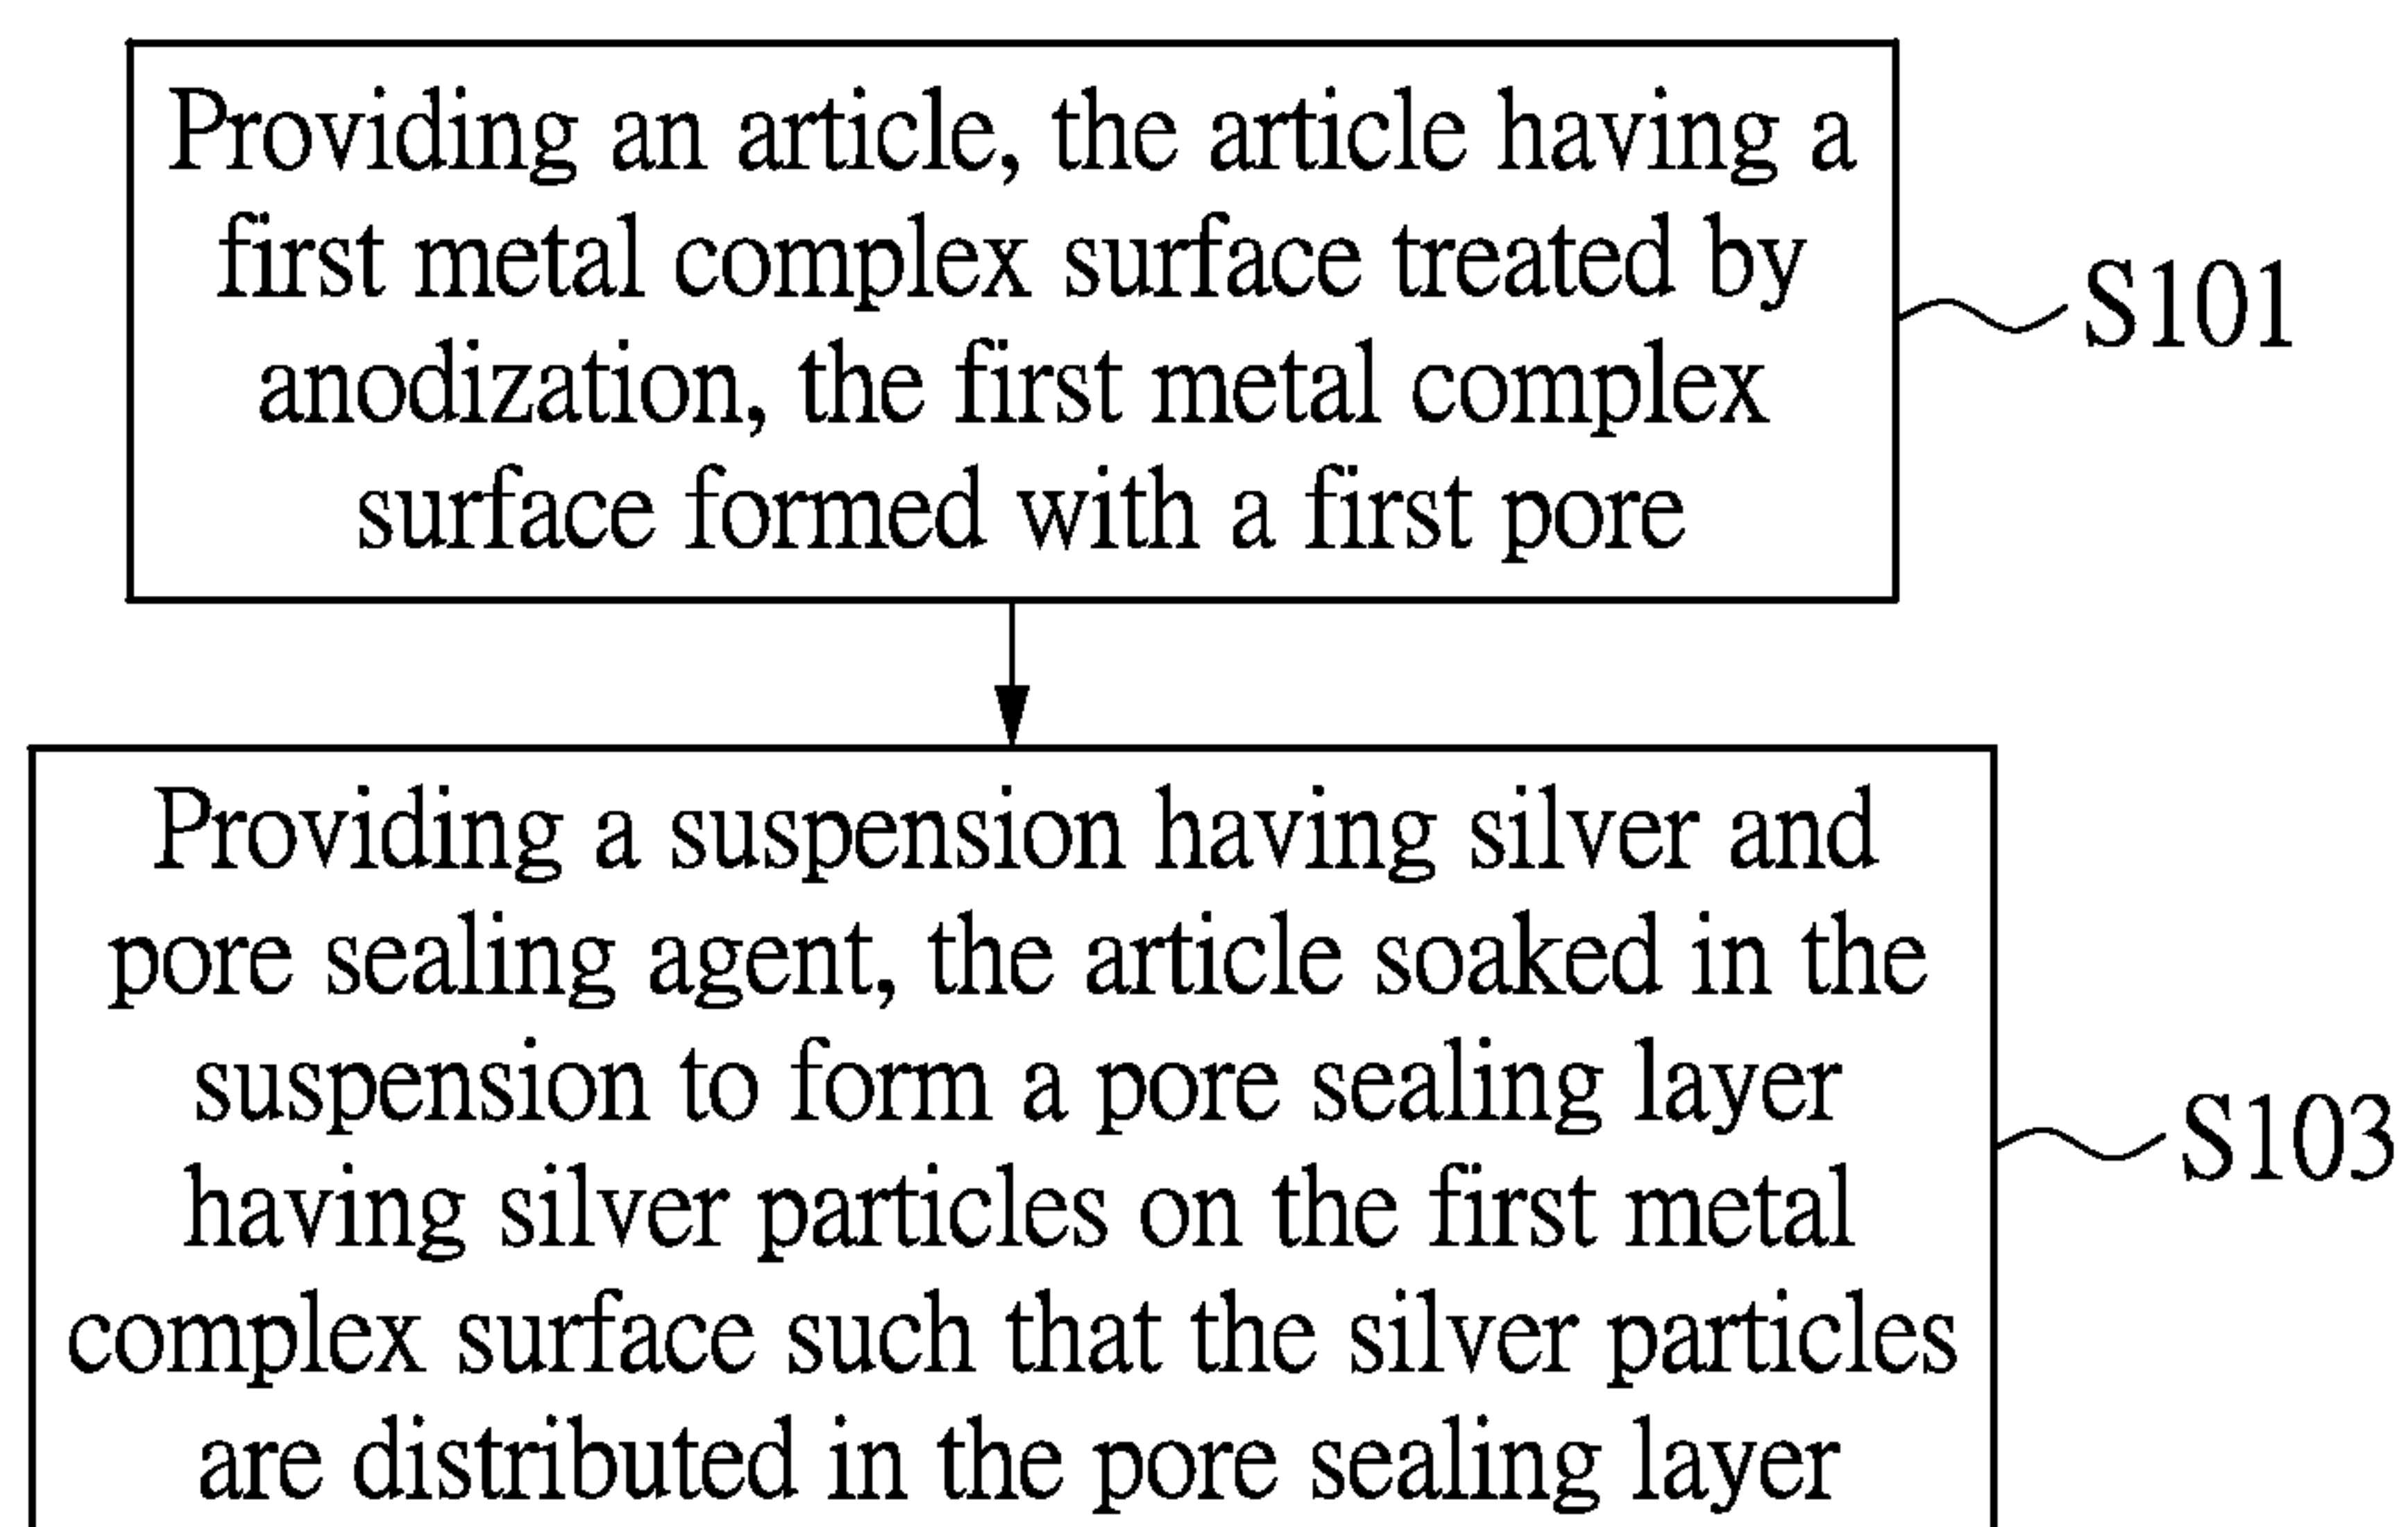 Providing an article, the article having a
first metal complex surface treated by
anodization, the first metal complex
surface formed with a first pore
S101
Providing a suspension having silver and
pore sealing agent, the article soaked in the
suspension to form a pore sealing layer
having silver particles on the first metal
complex surface such that the silver particles
are distributed in the pore sealing layer
S103